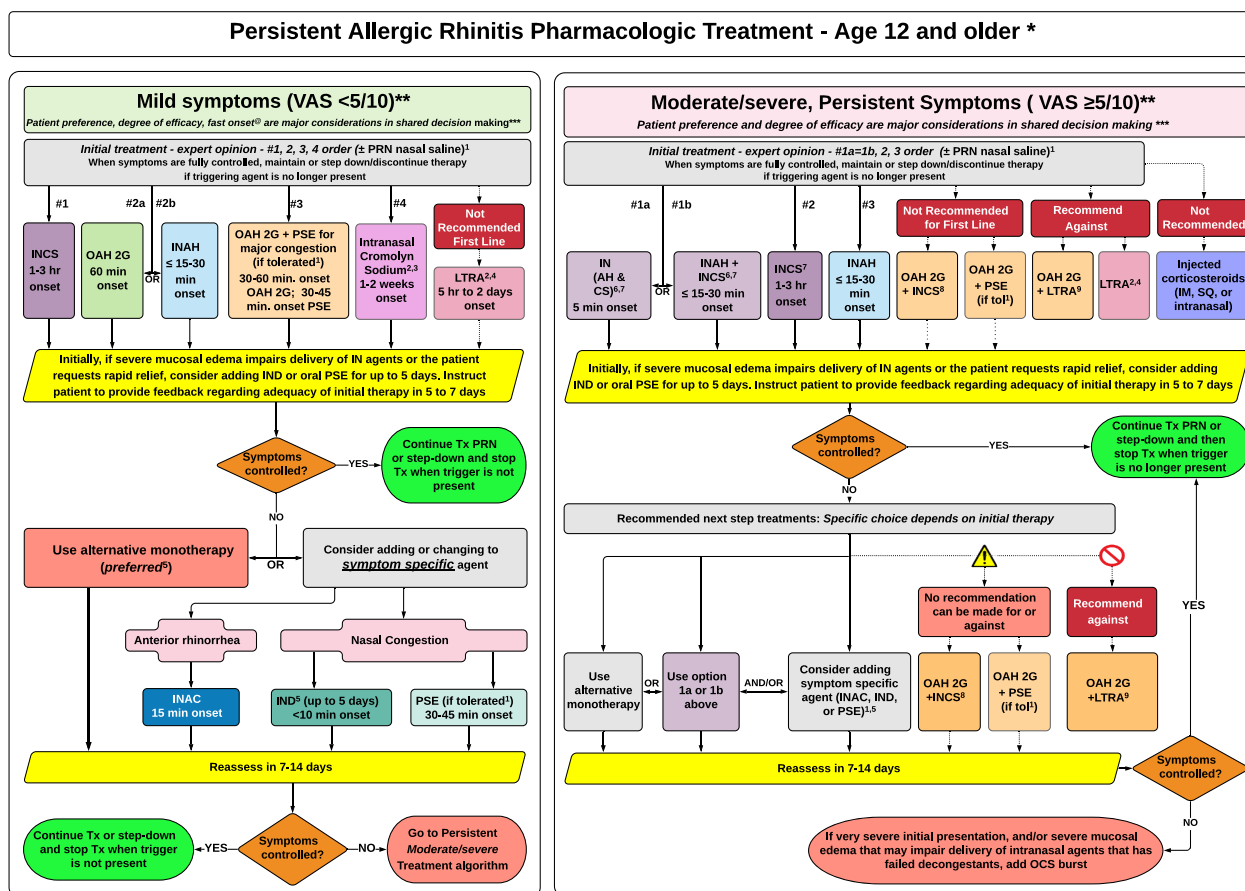 Persistent Allergic Rhinitis Pharmacologic Treatment - Age 12 and older *
Mild symptoms (VAS <5/10)**
Patient preference, degree of efficacy, fast onset@ are major considerations in shared decision making***
Initial treatment - expert opinion - #1, 2, 3, 4 order (± PRN nasal saline)1
When symptoms are fully controlled, maintain or step down/discontinue therapy
if triggering agent is no longer present
#1
#2a
#2b
#3
#4
Not
Recommended
First Line
INCS
1-3 hr
onset
OAH 2G
60 min
onset
OR
INAH
≤ 15-30
min
onset
OAH 2G + PSE for
major congestion
(if tolerated1)
30-60 min. onset
OAH 2G; 30-45
min. onset PSE
Intranasal
Cromolyn
Sodium2,3
1-2 weeks
onset
LTRA2,4
5 hr to 2 days
onset
Initially, if severe mucosal edema impairs delivery of IN agents or the patient
requests rapid relief, consider adding IND or oral PSE for up to 5 days. Instruct
patient to provide feedback regarding adequacy of initial therapy in 5 to 7 days
Symptoms
controlled?
YES
Continue Tx PRN
or step-down and stop
Tx when trigger is not
present
NO
Use alternative monotherapy
(preferred5)
OR
Consider adding or changing to
symptom specific agent
Anterior rhinorrhea
Nasal Congestion
INAC
15 min onset
IND5 (up to 5 days)
<10 min onset
PSE (if tolerated1)
30-45 min onset
Reassess in 7-14 days
Continue Tx or step-down
and stop Tx when trigger
is not present
YES
Symptoms
controlled?
NO
Go to Persistent
Moderate/severe
Treatment algorithm
Moderate/severe, Persistent Symptoms ( VAS ≥5/10)**
Patient preference and degree of efficacy are major considerations in shared decision making ***
Initial treatment - expert opinion - #1a=1b, 2, 3 order (± PRN nasal saline)1
When symptoms are fully controlled, maintain or step down/discontinue therapy
if triggering agent is no longer present
#1a
#1b
#2
#3
Not Recommended
for First Line
Recommend
Against
Not
Recommended
IN
(AH &
CS)6,7
5 min onset
OR
INAH +
INCS6,7
≤ 15-30 min
onset
INCS7
1-3 hr
onset
INAH
≤ 15-30
min
onset
OAH 2G
+ INCS8
OAH 2G
+ PSE
(if tol1)
OAH 2G
+ LTRA9
LTRA2,4
Injected
corticosteroids
(IM, SQ, or
intranasal)
Initially, if severe mucosal edema impairs delivery of IN agents or the patient requests rapid relief, consider adding
IND or oral PSE for up to 5 days. Instruct patient to provide feedback regarding adequacy of initial therapy in 5 to 7 days
Symptoms
controlled?
YES
Continue Tx PRN or
step-down and then
stop Tx when trigger
is no longer present
NO
Recommended next step treatments: Specific choice depends on initial therapy
No recommendation
can be made for or
against
Recommend
against
YES
Use
alternative
monotherapy
OR
Use option
1a or 1b
above
AND/OR
Consider adding
symptom specific
agent (INAC, IND,
or PSE)1,5
OAH 2G
+INCS8
OAH 2G
+ PSE
(if tol1)
OAH 2G
+LTRA9
Reassess in 7-14 days
Symptoms
controlled?
NO
If very severe initial presentation, and/or severe mucosal
edema that may impair delivery of intranasal agents that has
failed decongestants, add OCS burst